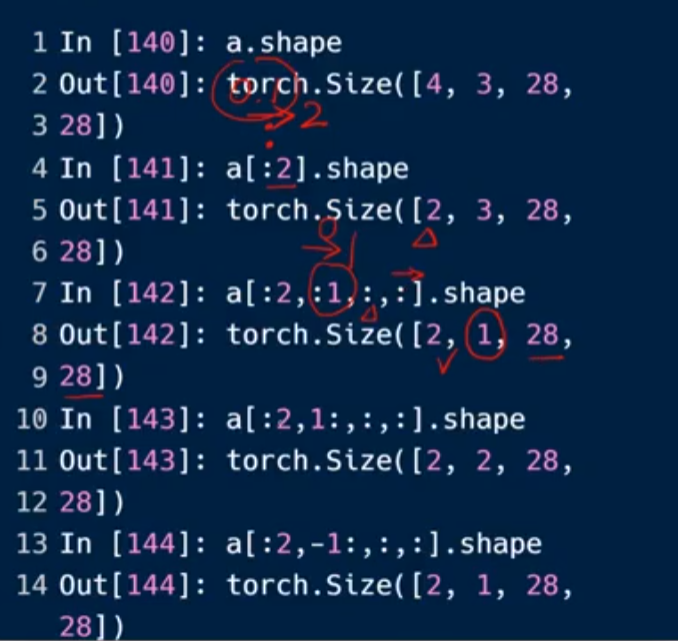 1 In [140]: a.shape
2 Out[140]: torch.Size([4, 3, 28,
3 28])
2
4 In [141]: a[:2].shape
5 Out[141]: torch.Size([2, 3, 28,
6 28])
7 In [142]: a[:2,:1,:,:].shape
8 Out[142]: torch.Size([2, 1, 28,
9 28])
10 In [143]: a[:2,1:,:,:].shape
11 Out[143]: torch.Size([2, 2, 28,
12 28])
13 In [144]: a[:2,-1:,:,:].shape
14 Out[144]: torch.Size([2, 1, 28,
28])